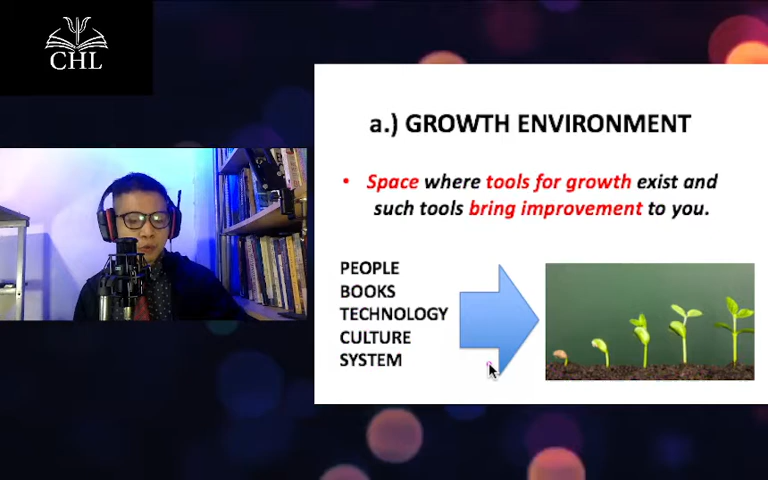 CHL
a.) GROWTH ENVIRONMENT
• Space where tools for growth exist and
such tools bring improvement to you.
PEOPLE
BOOKS
TECHNOLOGY
CULTURE
SYSTEM